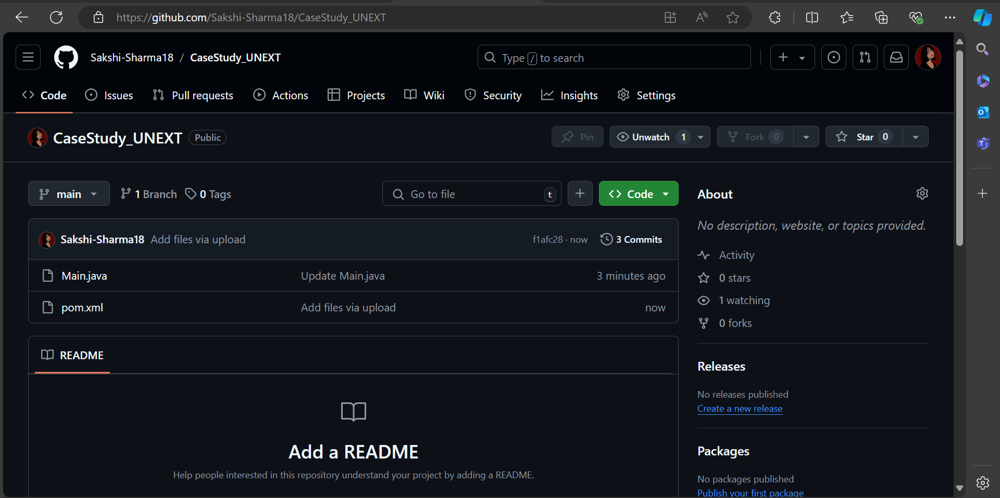 https://github.com/Sakshi-Sharma18/CaseStudy_UNEXT
Sakshi-Sharma18 / CaseStudy_UNEXT
Type / to search
Code Issues Pull requests Actions Projects Wiki Security Insights Settings
CaseStudy_UNEXT Public
Pin Unwatch 1 Fork 0 Star 0
main 1 Branch 0 Tags
Go to file t
Code
Sakshi-Sharma18 Add files via upload f1afc28 · now 3 Commits
Main.java Update Main.java 3 minutes ago
pom.xml Add files via upload now
README
Add a README
Help people interested in this repository understand your project by adding a README.
About
No description, website, or topics provided.
Activity
0 stars
1 watching
0 forks
Releases
No releases published
Create a new release
Packages
No packages published
Publish your first package